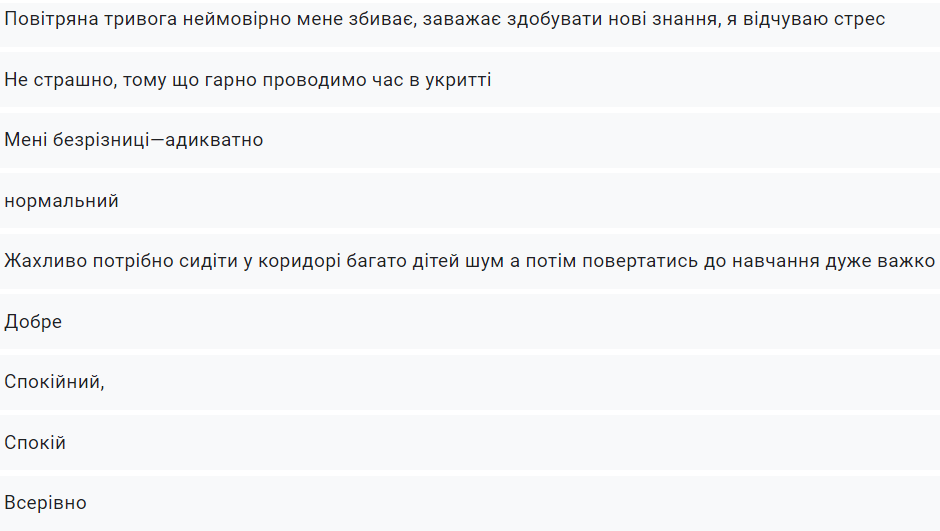 Повітряна тривога неймовірно мене збиває, заважає здобувати нові знання, я відчуваю стрес
Не страшно, тому що гарно проводимо час в укритті
Мені безрізниці—адикватно
нормальний
Жахливо потрібно сидіти у коридорі багато дітей шум а потім повертатись до навчання дуже важко
Добре
Спокійний,
Спокій
Всерівно